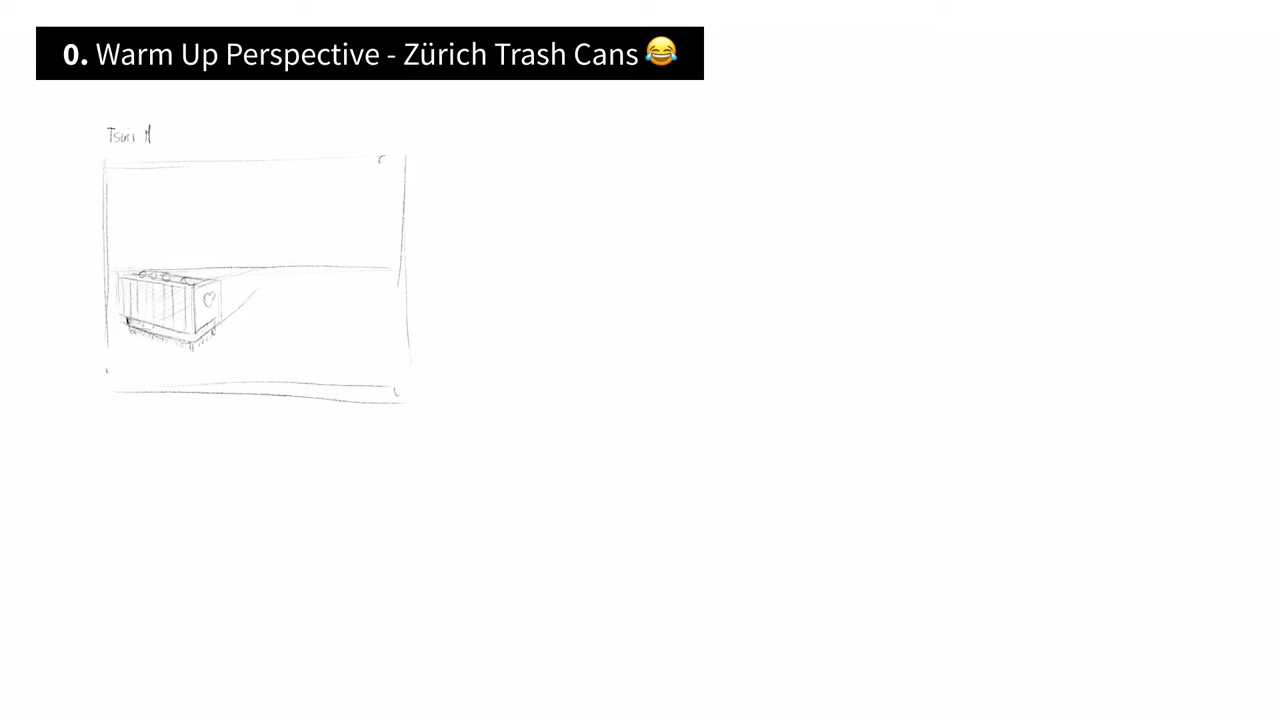 0. Warm Up Perspective - Zürich Trash Cans 😂